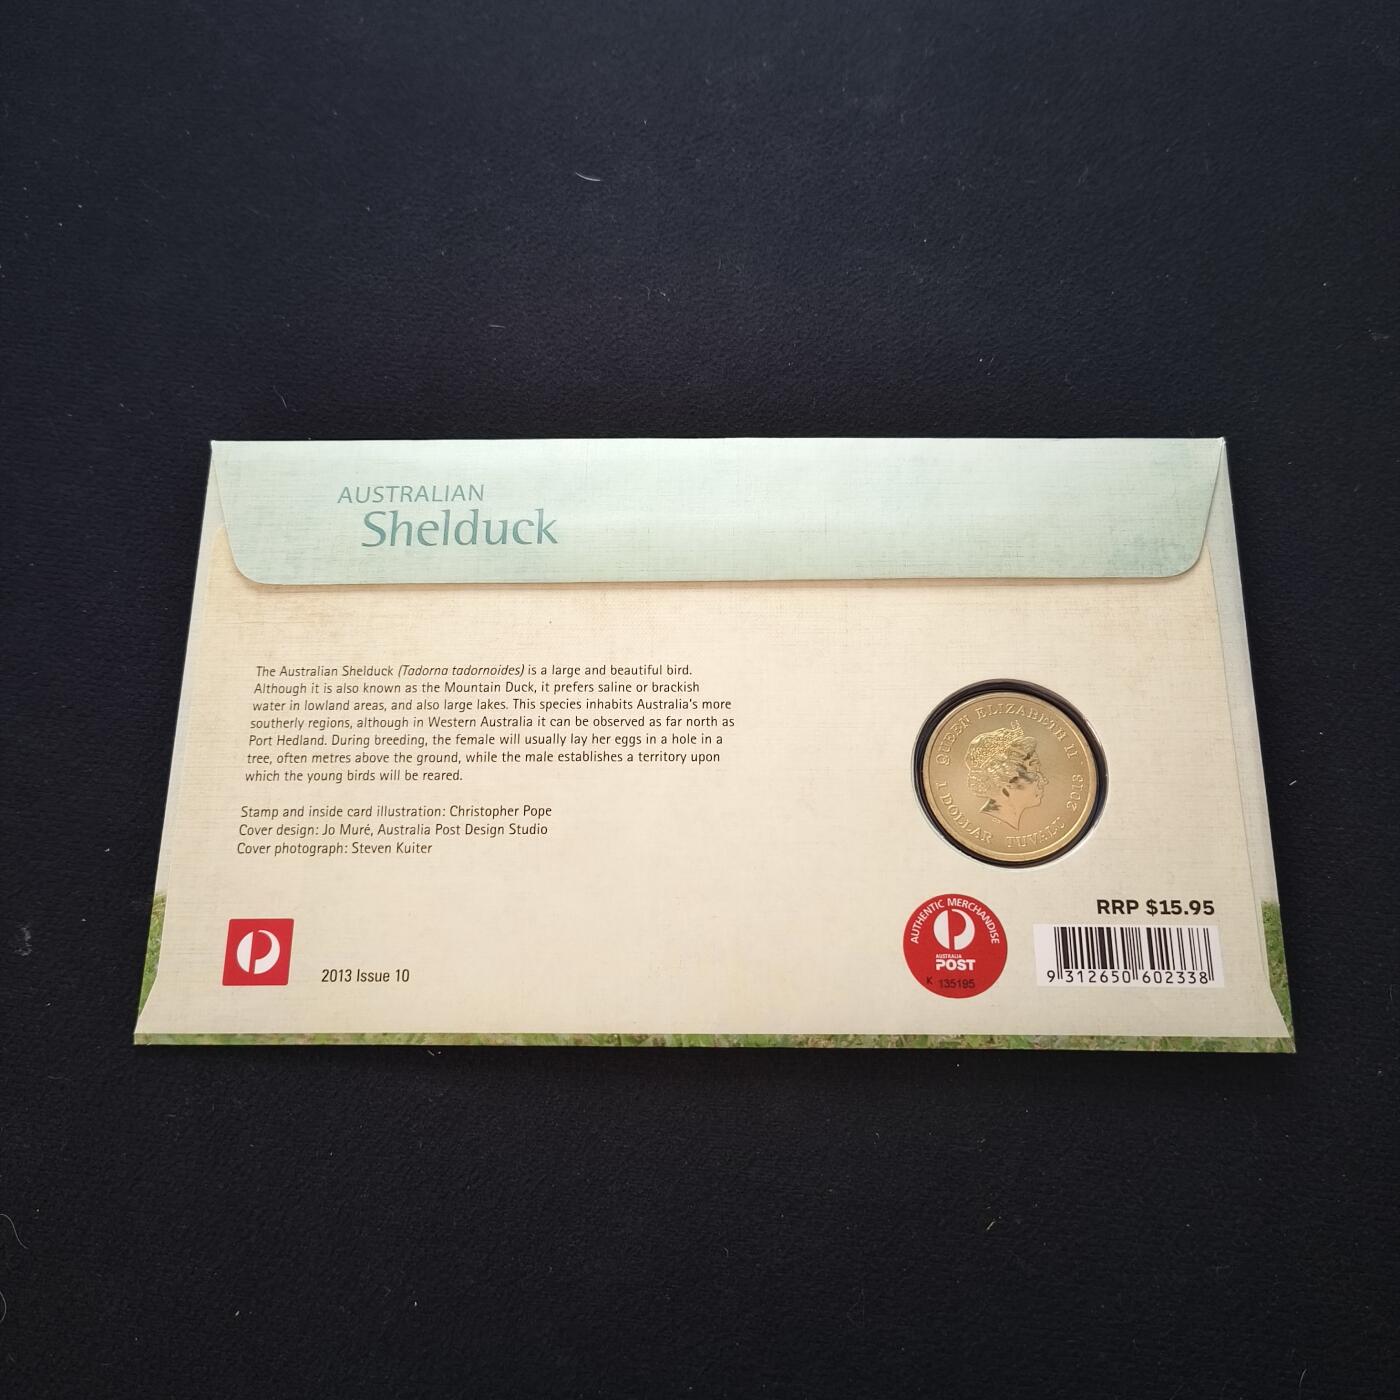 AUSTRALIAN
Shelduck
The Australian Shelduck (Tadorna tadornoides) is a large and beautiful bird.
Although it is also known as the Mountain Duck, it prefers saline or brackish
water in lowland areas, and also large lakes. This species inhabits Australia's more
southerly regions, although in Western Australia it can be observed as far north as
Port Hedland. During breeding, the female will usually lay her eggs in a hole in a
tree, often metres above the ground, while the male establishes a territory upon
which the young birds will be reared.
Stamp and inside card illustration: Christopher Pope
Cover design: Jo Muré, Australia Post Design Studio
Cover photograph: Steven Kuiter
2013 Issue 10
QUEEN ELIZABETH II
1 DOLLAR TUVALU 2013
AUTHENTIC MERCHANDISE
AUSTRALIA
POST
K 135195
RRP $15.95
9 312650 602338